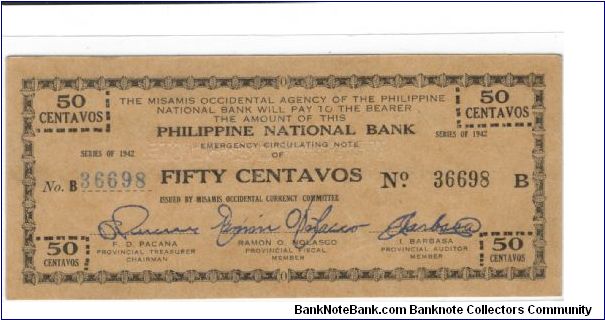 50 CENTAVOS
50 CENTAVOS
THE MISAMIS OCCIDENTAL AGENCY OF THE PHILIPPINE
NATIONAL BANK WILL PAY TO THE BEARER
THE AMOUNT OF THIS
PHILIPPINE NATIONAL BANK
SERIES OF 1942
EMERGENCY CIRCULATING NOTE
SERIES OF 1942
OF
No. B 36698 FIFTY CENTAVOS Nº 36698 B
ISSUED BY MISAMIS OCCIDENTAL CURRENCY COMMITTEE
F. D. PACANA
PROVINCIAL TREASURER
CHAIRMAN
RAMON O. NOLASCO
PROVINCIAL FISCAL
MEMBER
I. BARBASA
PROVINCIAL AUDITOR
MEMBER
50 CENTAVOS
50 CENTAVOS
BankNoteBank.com Banknote Collectors Community